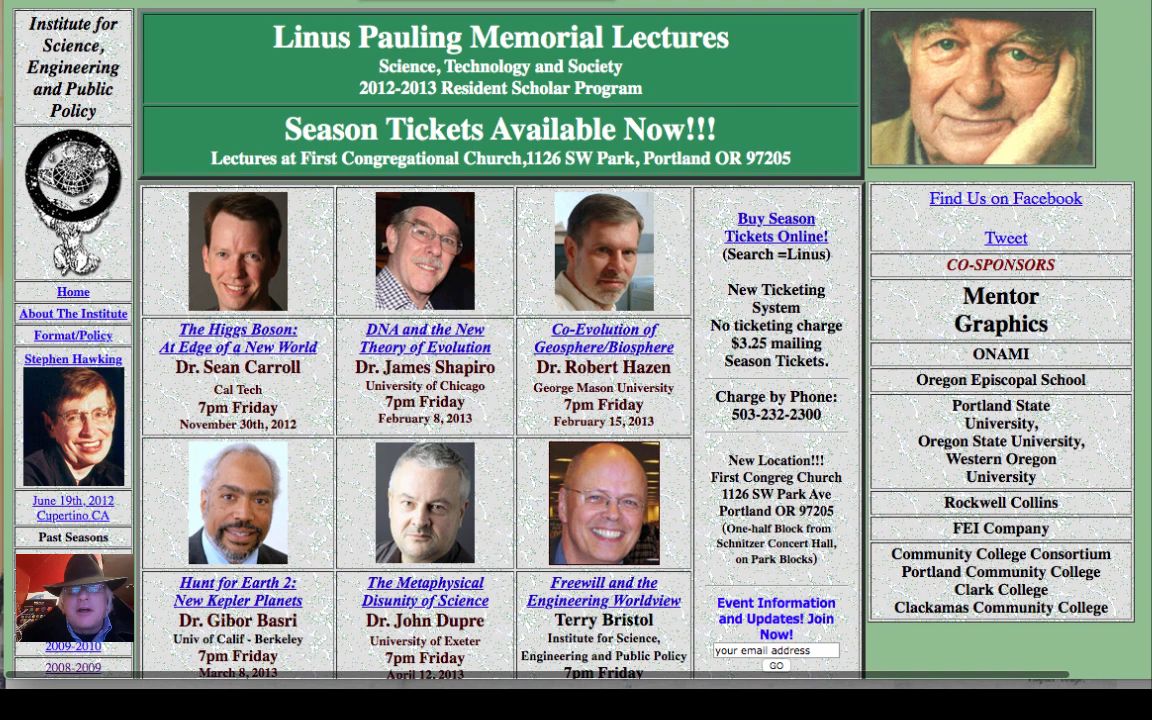 Institute for
Science,
Engineering
and Public
Policy
Home
About The Institute
Format/Policy
Stephen Hawking
June 19th, 2012
Cupertino,CA
Past Seasons
2009-2010
2008-2009
Linus Pauling Memorial Lectures
Science, Technology and Society
2012-2013 Resident Scholar Program
Season Tickets Available Now!!!
Lectures at First Congregational Church,1126 SW Park, Portland OR 97205
The Higgs Boson:
At Edge of a New World
Dr. Sean Carroll
Cal Tech
7pm Friday
November 30th, 2012
DNA and the New
Theory of Evolution
Dr. James Shapiro
University of Chicago
7pm Friday
February 8, 2013
Co-Evolution of
Geosphere/Biosphere
Dr. Robert Hazen
George Mason University
7pm Friday
February 15, 2013
Hunt for Earth 2:
New Kepler Planets
Dr. Gibor Basri
Univ of Calif - Berkeley
7pm Friday
March 8, 2013
The Metaphysical
Disunity of Science
Dr. John Dupre
University of Exeter
7pm Friday
April 12, 2013
Freewill and the
Engineering Worldview
Terry Bristol
Institute for Science,
Engineering and Public Policy
7pm Friday
Buy Season
Tickets Online!
(Search =Linus)
New Ticketing
System
No ticketing charge
$3.25 mailing
Season Tickets.
Charge by Phone:
503-232-2300
New Location!!!
First Congreg Church
1126 SW Park Ave
Portland OR 97205
(One-half Block from
Schnitzer Concert Hall,
on Park Blocks)
Event Information
and Updates! Join
Now!
your email address
GO
Find Us on Facebook
Tweet
CO-SPONSORS
Mentor
Graphics
ONAMI
Oregon Episcopal School
Portland State
University,
Oregon State University,
Western Oregon
University
Rockwell Collins
FEI Company
Community College Consortium
Portland Community College
Clark College
Clackamas Community College